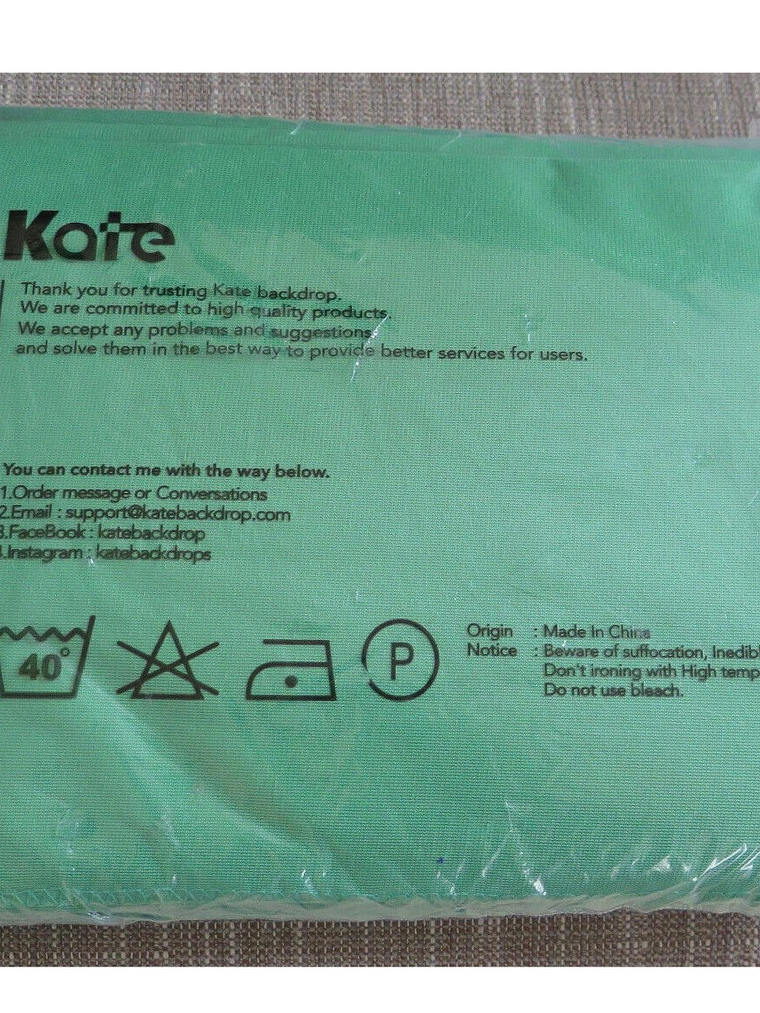 Kate
Thank you for trusting Kate backdrop.
We are committed to high quality products.
We accept any problems and suggestions
and solve them in the best way to provide better services for users.
You can contact me with the way below.
1.Order message or Conversations
2.Email : support@katebackdrop.com
3.FaceBook : katebackdrop
.Instagram : katebackdrops
40°
P
Origin : Made In China
Notice : Beware of suffocation,
Don't ironing with High
Do not use bleach.